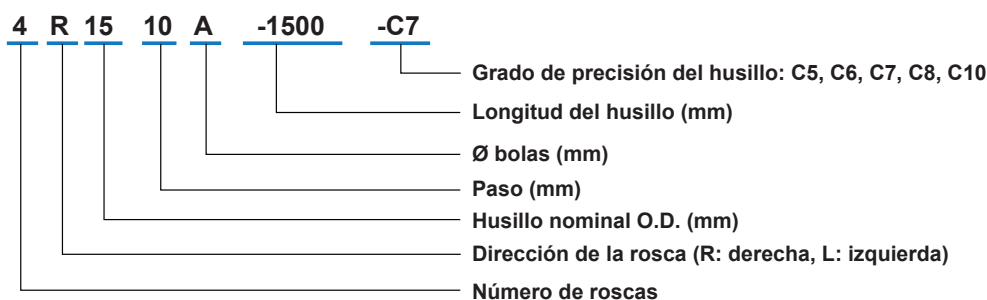 4 R 15 10 A -1500 -C7
Grado de precisión del husillo: C5, C6, C7, C8, C10
Longitud del husillo (mm)
Ø bolas (mm)
Paso (mm)
Husillo nominal O.D. (mm)
Dirección de la rosca (R: derecha, L: izquierda)
Número de roscas